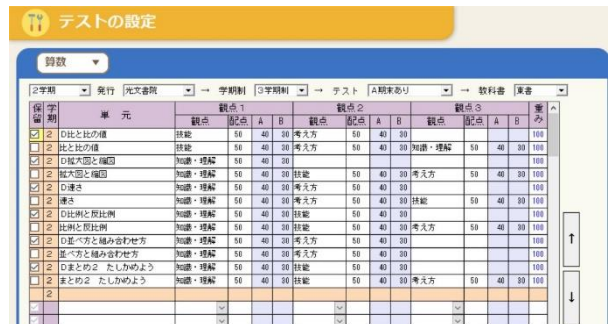 テストの設定
算数 ▼
2学期 発行 光文書院 → 学期制 3学期制 → テスト A期末あり → 教科書 東書
保留 学期 単元 観点1 観点2 観点3 重み
観点 配点 A B 観点 配点 A B 観点 配点 A B
2 D比と比の値 技能 50 40 30 考え方 50 40 30 100
2 比と比の値 技能 50 40 30 考え方 50 40 30 知識・理解 50 40 30 100
2 D拡大図と縮図 知識・理解 50 40 30 技能 50 40 30 100
2 拡大図と縮図 知識・理解 50 40 30 技能 50 40 30 考え方 50 40 30 100
2 D速さ 知識・理解 50 40 30 考え方 50 40 30 100
2 速さ 知識・理解 50 40 30 考え方 50 40 30 技能 50 40 30 100
2 D比例と反比例 知識・理解 50 40 30 技能 50 40 30 100
2 比例と反比例 知識・理解 50 40 30 技能 50 40 30 考え方 50 40 30 100
2 D並べ方と組み合わせ方 知識・理解 50 40 30 考え方 50 40 30 100
2 並べ方と組み合わせ方 知識・理解 50 40 30 考え方 50 40 30 100
2 Dまとめ2 たしかめよう 知識・理解 50 40 30 技能 50 40 30 100
2 まとめ2 たしかめよう 知識・理解 50 40 30 技能 50 40 30 考え方 50 40 30 100
2
↑
↓